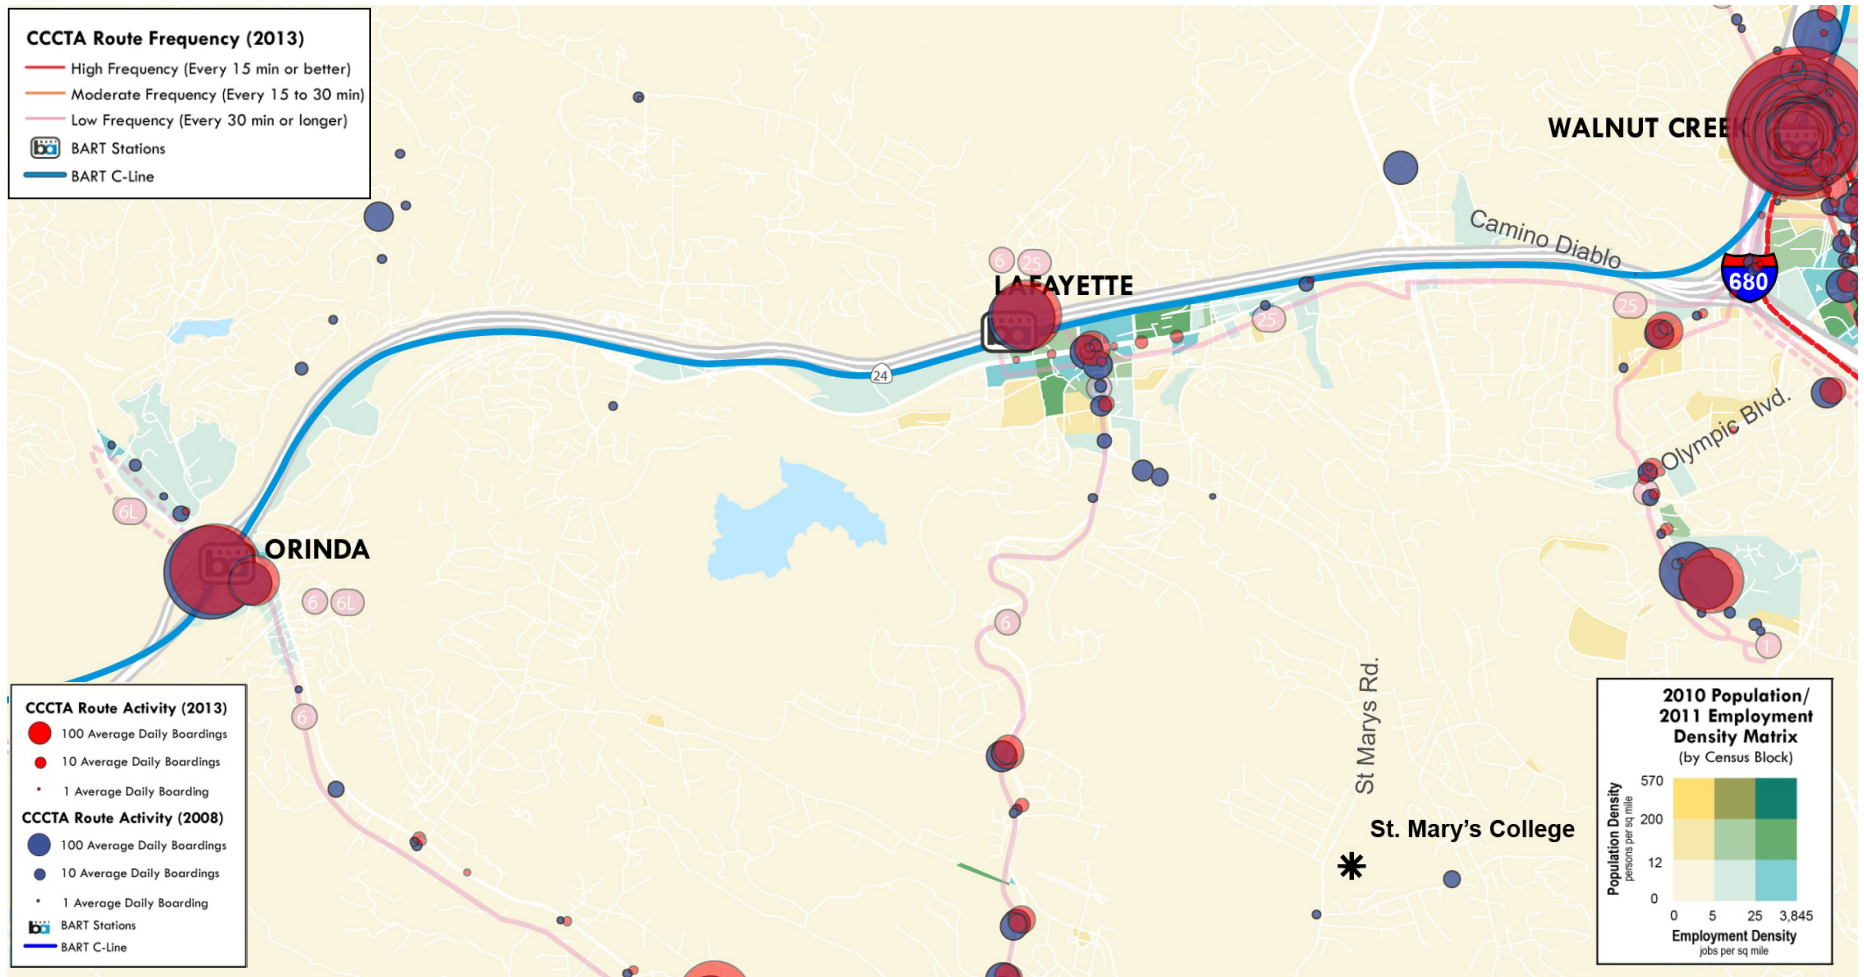 CCCTA Route Frequency (2013)
High Frequency (Every 15 min or better)
Moderate Frequency (Every 15 to 30 min)
Low Frequency (Every 30 min or longer)
ba
BART Stations
BART C-Line
WALNUT CREEK
Camino Diablo
680
6
25
LAFAYETTE
ba
25
25
24
Olympic Blvd.
6L
ba
ORINDA
6
6L
6
6
1
St Marys Rd.
St. Mary's College
CCCTA Route Activity (2013)
100 Average Daily Boardings
10 Average Daily Boardings
1 Average Daily Boarding
CCCTA Route Activity (2008)
100 Average Daily Boardings
10 Average Daily Boardings
1 Average Daily Boarding
ba
BART Stations
BART C-Line
2010 Population/
2011 Employment
Density Matrix
(by Census Block)
Population Density
persons per sq mile
570
200
12
0
0 5 25 3,845
Employment Density
jobs per sq mile